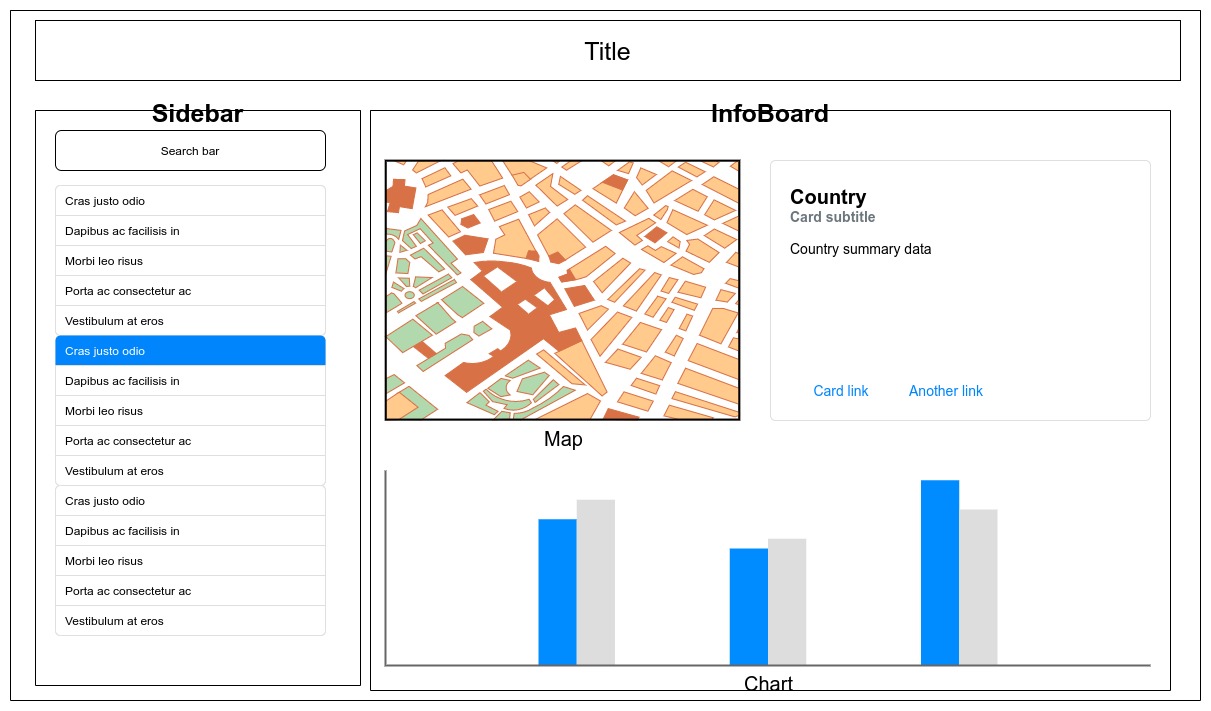 Title
Sidebar
Search bar
Cras justo odio
Dapibus ac facilisis in
Morbi leo risus
Porta ac consectetur ac
Vestibulum at eros
Cras justo odio
Dapibus ac facilisis in
Morbi leo risus
Porta ac consectetur ac
Vestibulum at eros
Cras justo odio
Dapibus ac facilisis in
Morbi leo risus
Porta ac consectetur ac
Vestibulum at eros
InfoBoard
Map
Country
Card subtitle
Country summary data
Card link
Another link
Chart